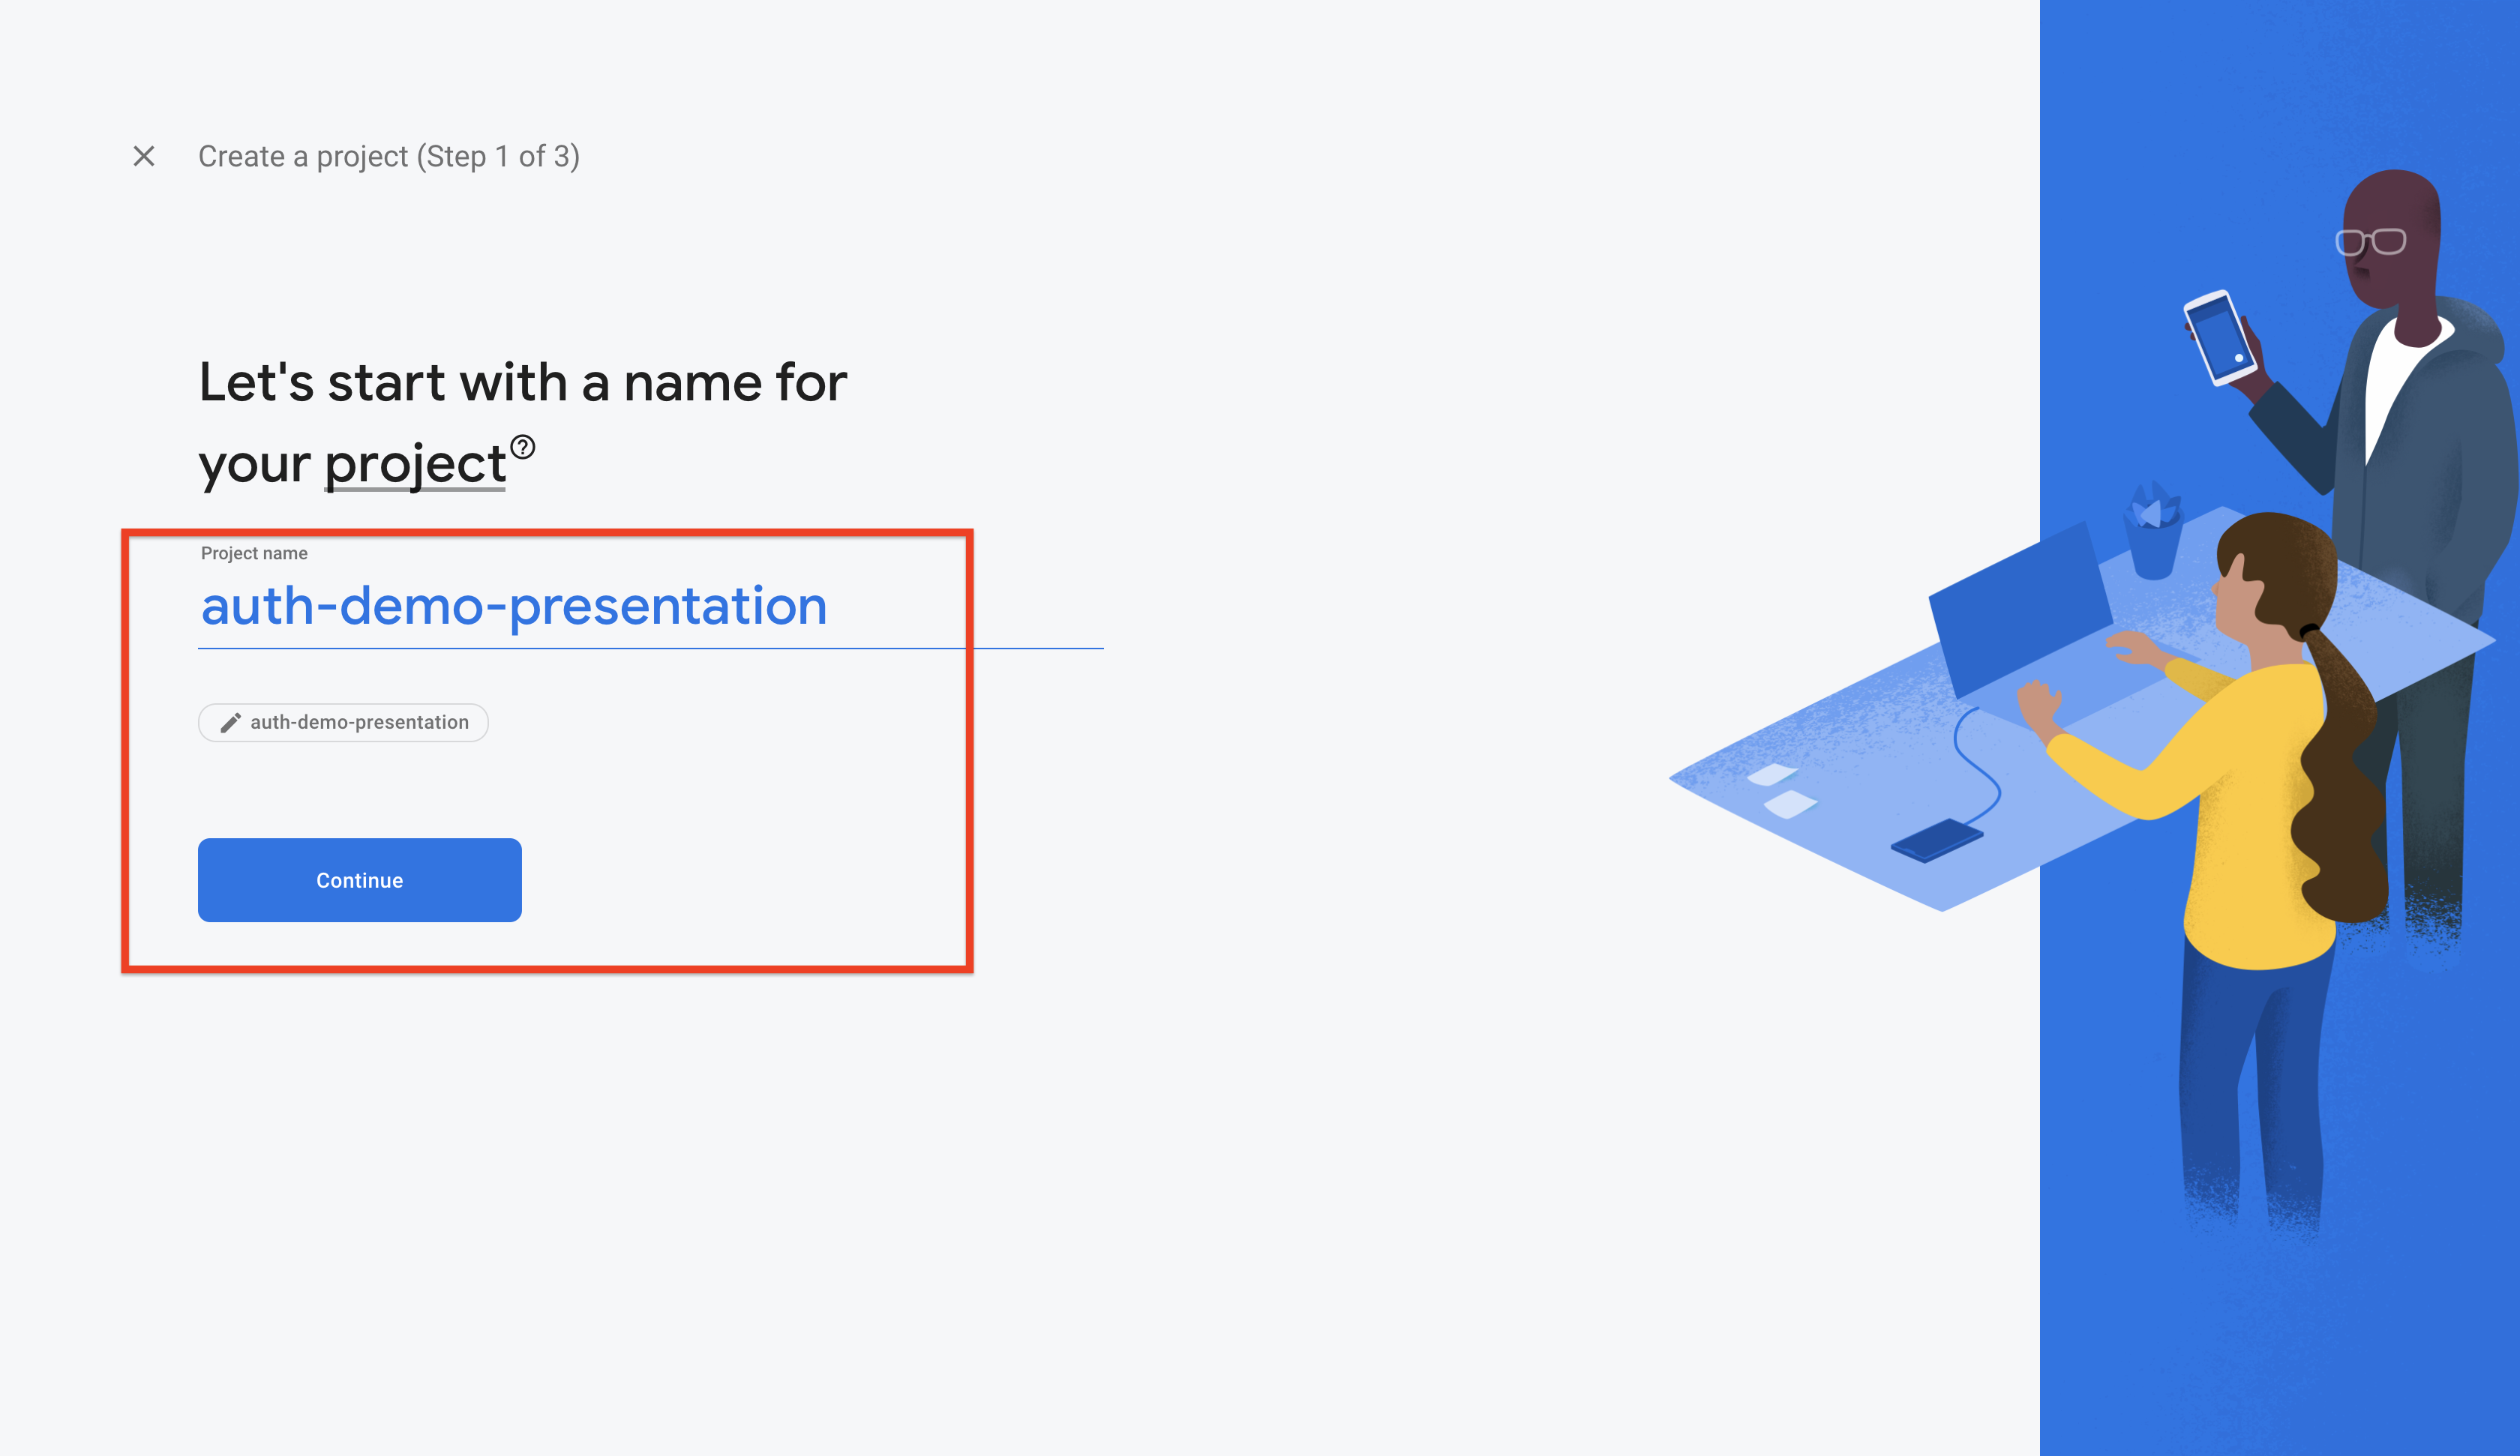 Create a project (Step 1 of 3)
Let's start with a name for
your project
Project name
auth-demo-presentation
auth-demo-presentation
Continue